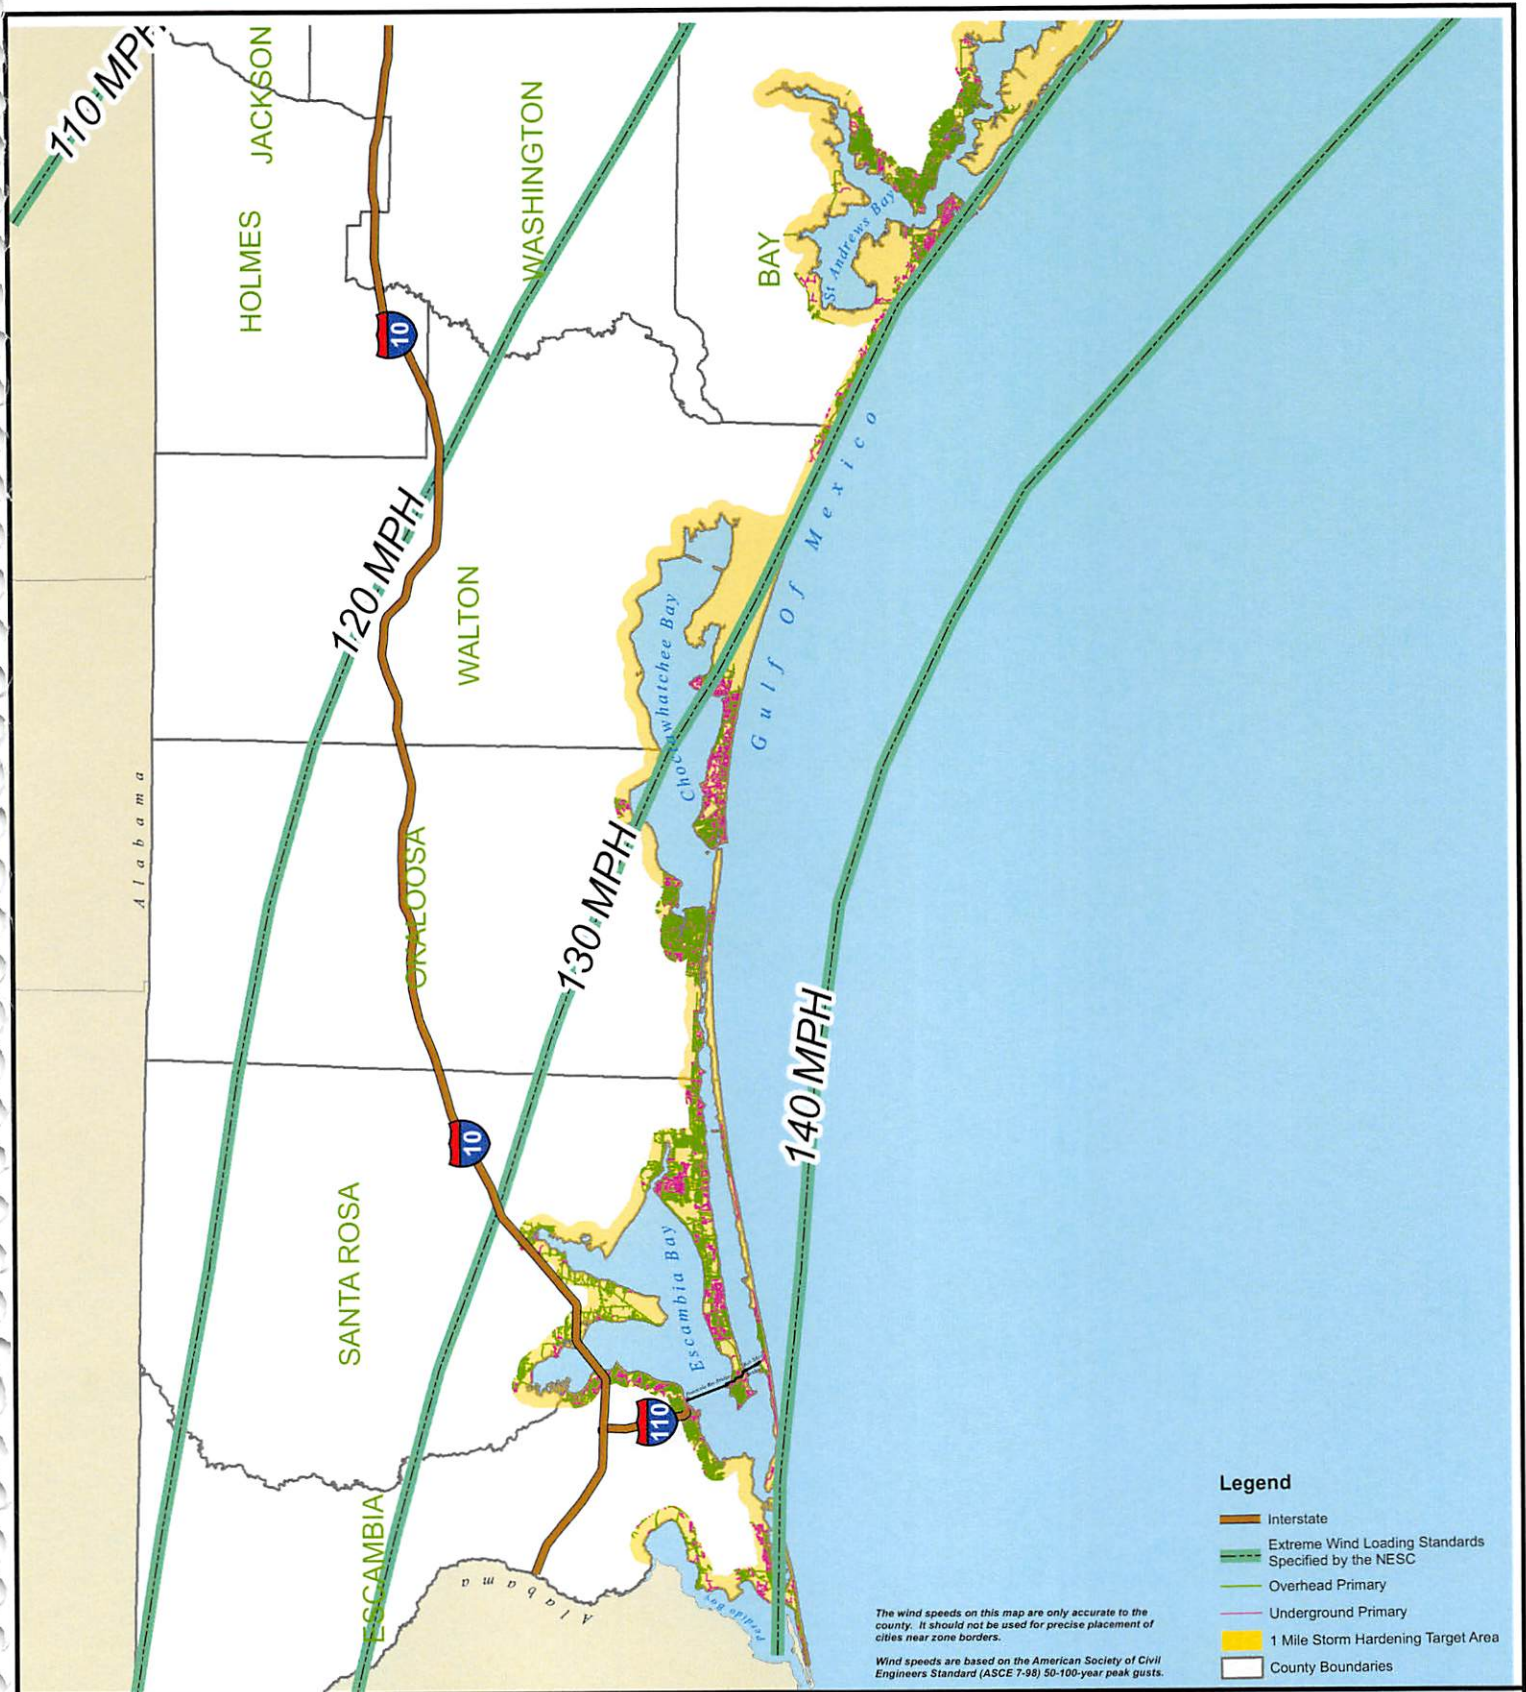 110 MPH
JACKSON
HOLMES
WASHINGTON
BAY
St Andrews Bay
10
120 MPH
WALTON
Choctawhatchee Bay
Gulf Of Mexico
Alabama
OKALOOSA
130 MPH
140 MPH
10
SANTA ROSA
Escambia Bay
110
ESCAMBIA
Alabama
Perdido Bay
Legend
Interstate
Extreme Wind Loading Standards
Specified by the NESC
Overhead Primary
Underground Primary
1 Mile Storm Hardening Target Area
County Boundaries
The wind speeds on this map are only accurate to the
county. It should not be used for precise placement of
cities near zone borders.
Wind speeds are based on the American Society of Civil
Engineers Standard (ASCE 7-98) 50-100-year peak gusts.